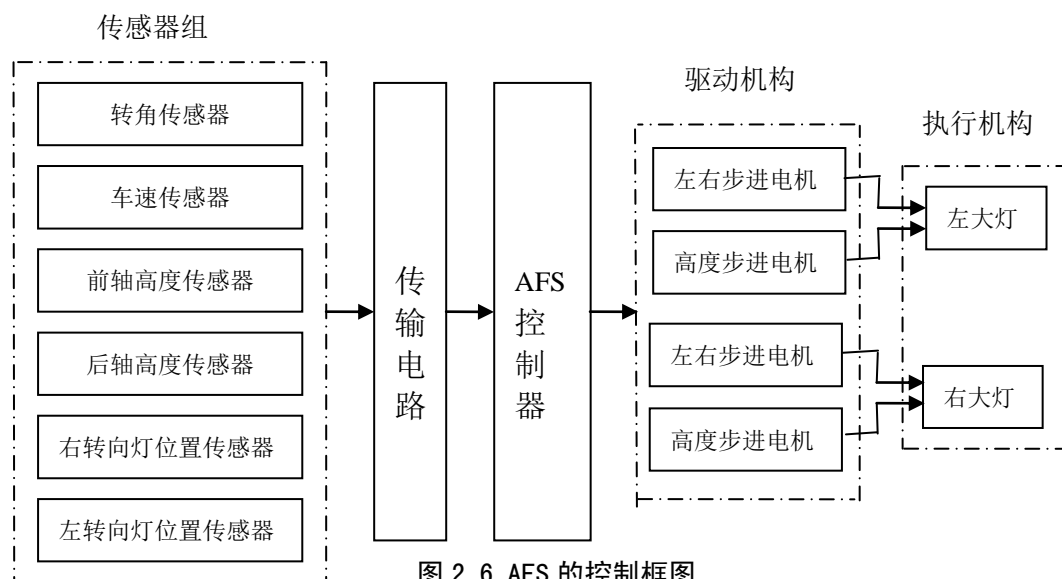 传感器组
转角传感器
车速传感器
前轴高度传感器
后轴高度传感器
右转向灯位置传感器
左转向灯位置传感器
传
输
电
路
AFS
控
制
器
驱动机构
左右步进电机
高度步进电机
左右步进电机
高度步进电机
执行机构
左大灯
右大灯
图 2.6 AFS 的控制框图